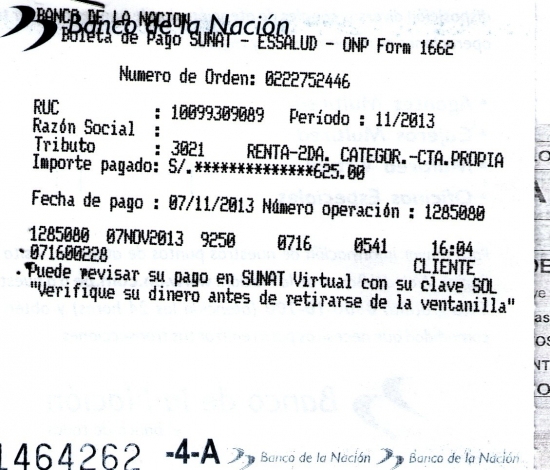 BANCO DE LA NACION
Banco de la Nación
Boleta de Pago SUNAT - ESSALUD - ONP Form 1662
Numero de Orden: 0222752446
RUC : 10099309089 Período : 11/2013
Razón Social :
Tributo : 3021 RENTA-2DA. CATEGOR.-CTA.PROPIA
Importe pagado: S/.**************625.00
Fecha de pago : 07/11/2013 Número operación : 1285080
1285080 07NOV2013 9250 0716 0541 16:04
071600228 CLIENTE
Puede revisar su pago en SUNAT Virtual con su clave SOL
"Verifique su dinero antes de retirarse de la ventanilla"
1464262 -4-A Banco de la Nación Banco de la Nación